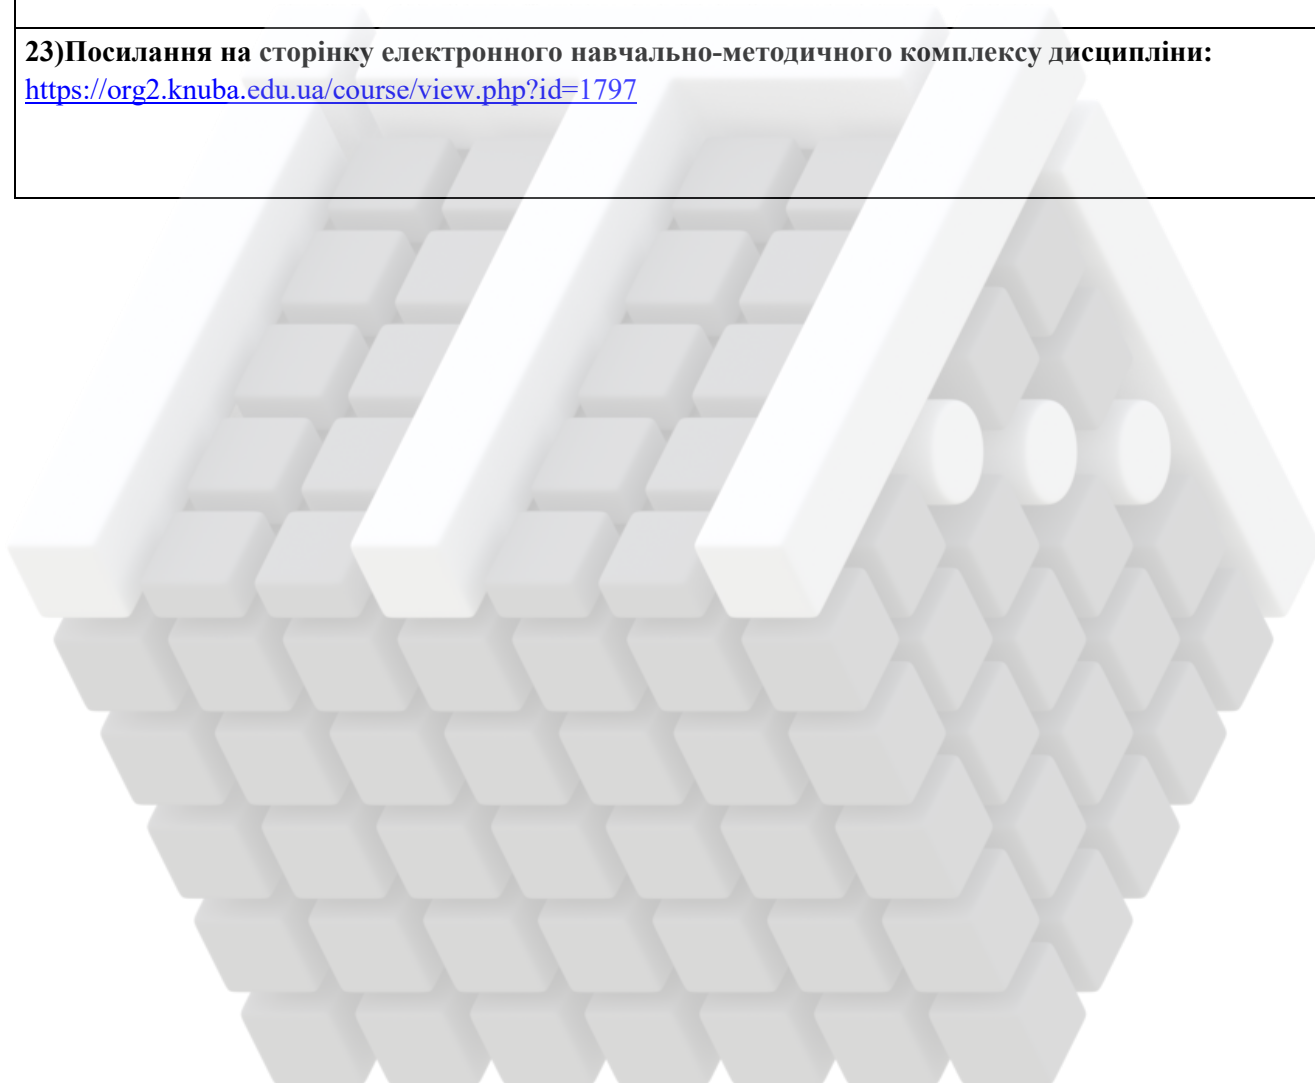 23)Посилання на сторінку електронного навчально-методичного комплексу дисципліни:
https://org2.knuba.edu.ua/course/view.php?id=1797